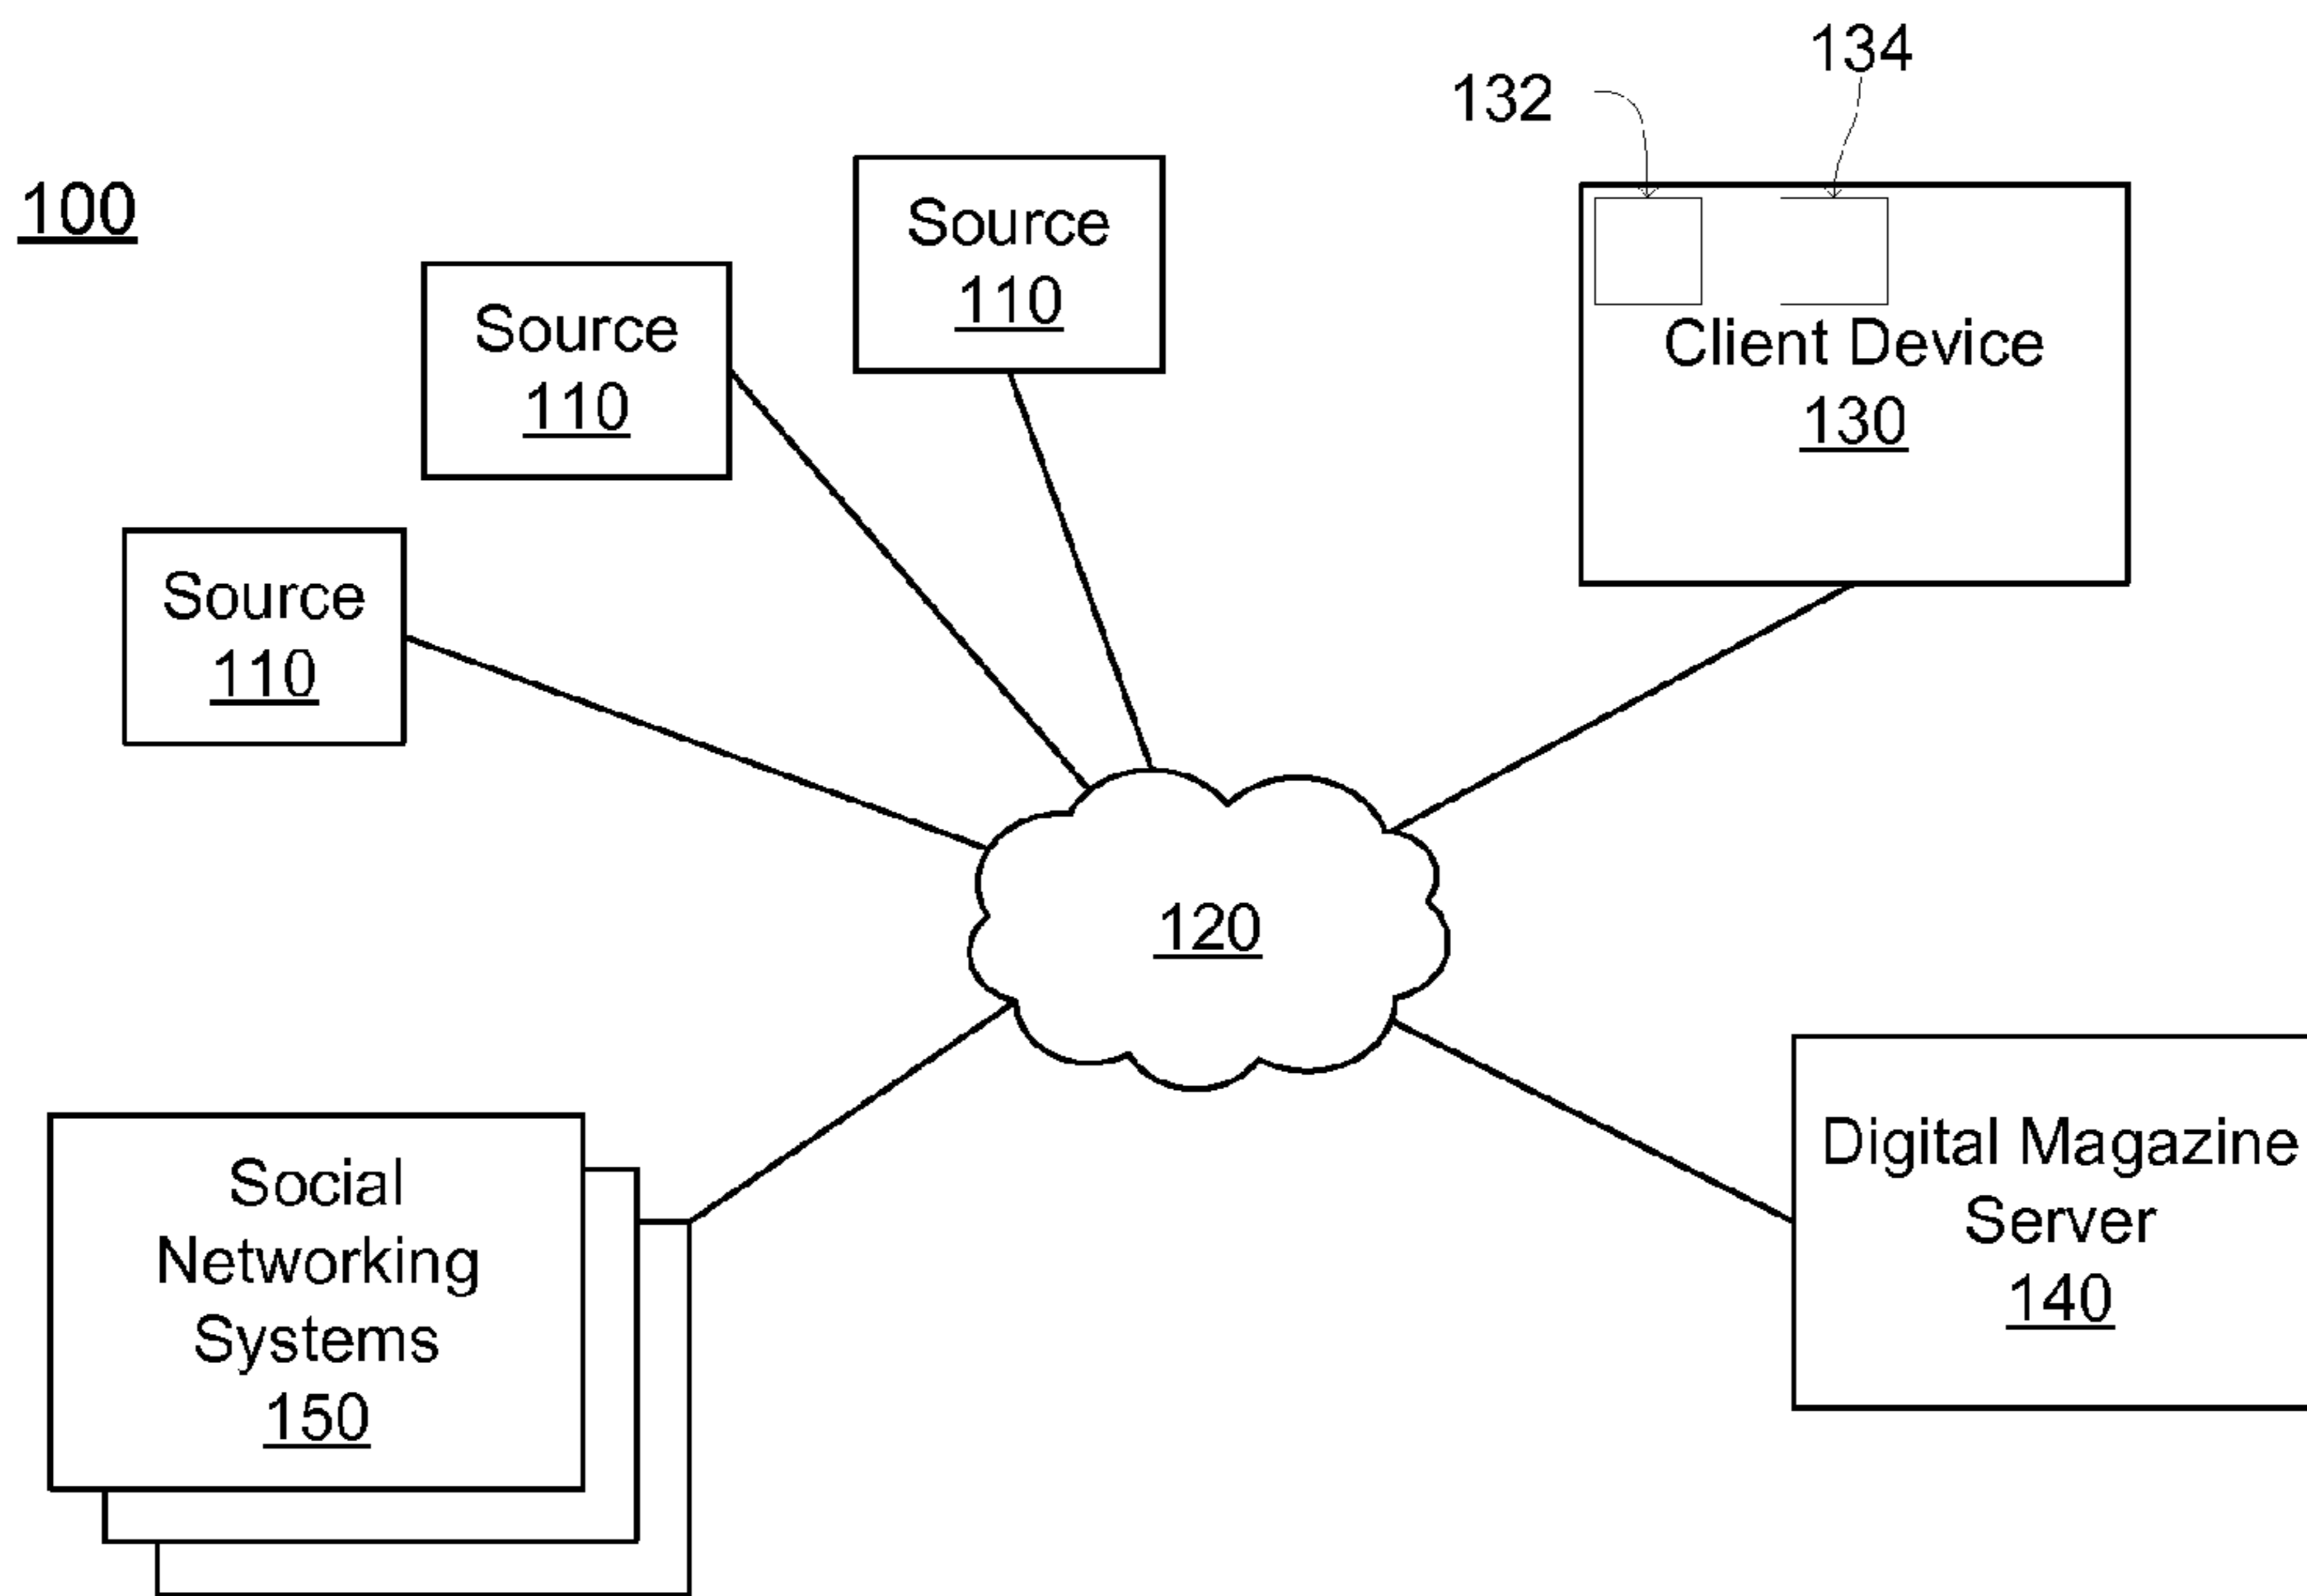 134
132
100
Source
110
Source
110
Source
110
Client Device
130
120
Social
Networking
Systems
150
Digital Magazine
Server
140